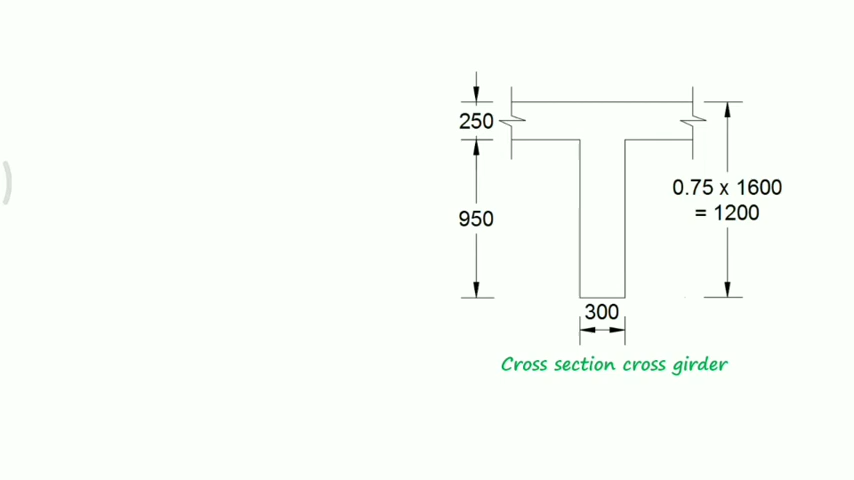 250
0.75 x 1600
= 1200
950
300
Cross section cross girder